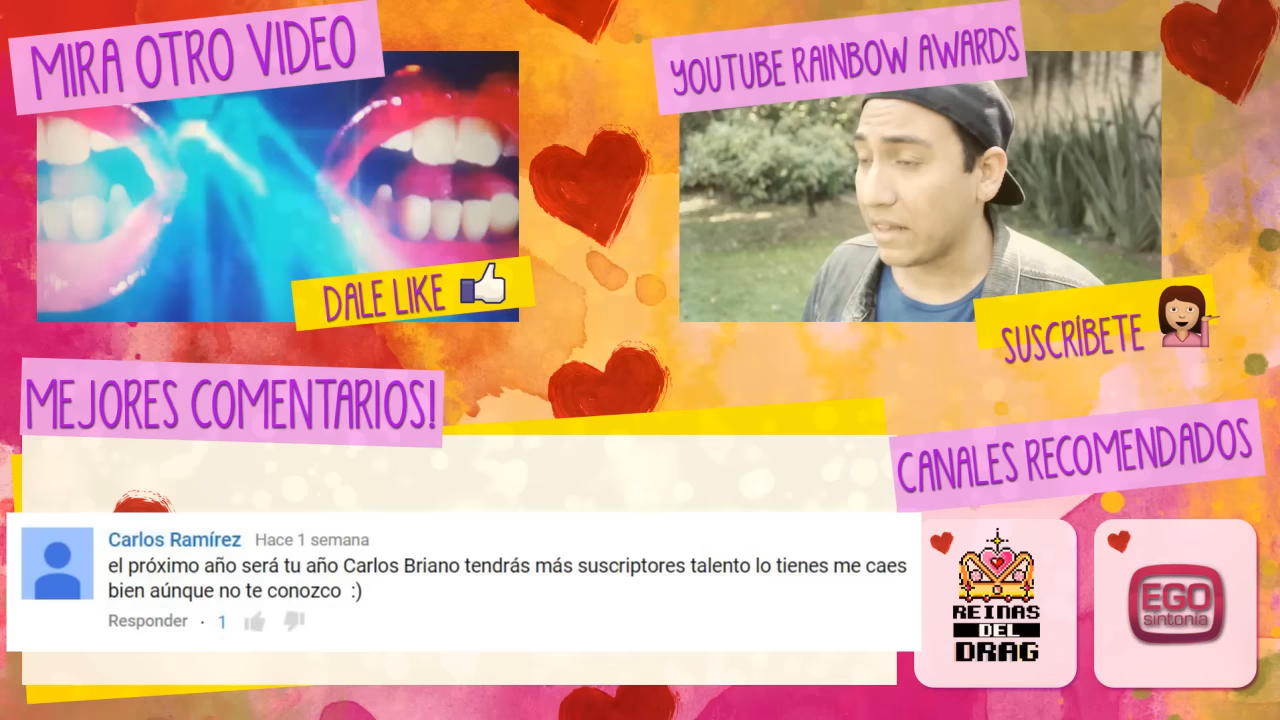 MIRA OTRO VIDEO
YOUTUBE RAINBOW AWARDS
DALE LIKE
SUSCRÍBETE
MEJORES COMENTARIOS!
CANALES RECOMENDADOS
Carlos Ramírez Hace 1 semana
el próximo año será tu año Carlos Briano tendrás más suscriptores talento lo tienes me caes
bien aúnque no te conozco :)
Responder · 1
REINAS
DEL
DRAG
EGO
sintonía